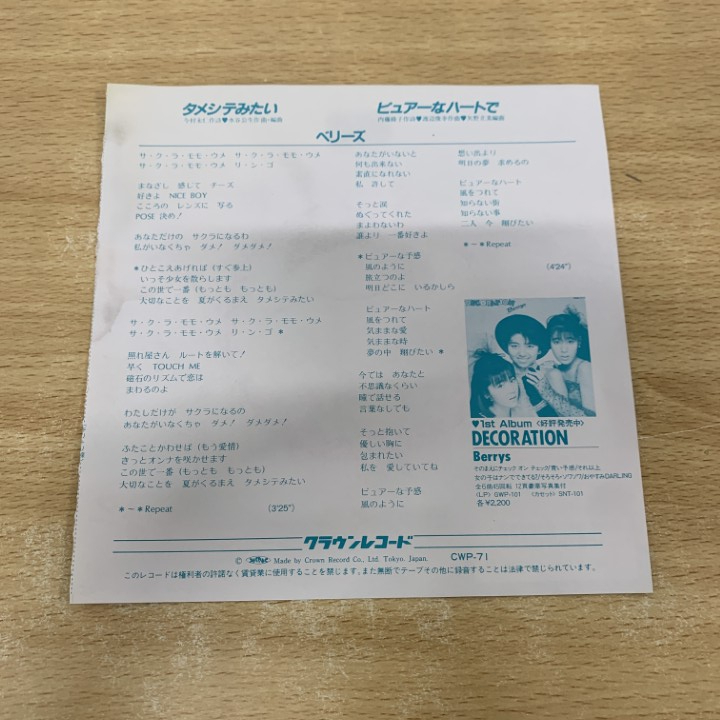 タメシテみたい
ピュアーなハートで
ベリーズ
サ・ク・ラ・モモ・ウメ サ・ク・ラ・モモ・ウメ
サ・ク・ラ・モモ・ウメ リ・ン・ゴ
まなざし 感じて チーズ
好きよ NICE BOY
こころの レンズに 写る
POSE 決め!
あなただけの サクラになるわ
私がいなくちゃ ダメ! ダメダメ!
*ひとこえあげれば(すぐ参上)
いっそ少女を散らします
この世で一番(もっとも もっとも)
大切なことを 夏がくるまえ タメシテみたい
サ・ク・ラ・モモ・ウメ サ・ク・ラ・モモ・ウメ
サ・ク・ラ・モモ・ウメ リ・ン・ゴ *
照れ屋さん ルートを解いて!
早く TOUCH ME
磁石のリズムで恋は
まわるのよ
わたしだけが サクラになるの
あなたがいなくちゃ ダメ! ダメダメ!
ふたことかわせば(もう愛情)
きっとオンナを咲かせます
この世で一番(もっとも もっとも)
大切なことを 夏がくるまえ タメシテみたい
*-*Repeat (3'25")
あなたがいないと
何も出来ない
素直になれない
私 許して
そっと涙
ぬぐってくれた
まよわないわ
誰より 一番好きよ
*ピュアーな予感
風のように
旅立つのよ
明日どこに いるかしら
ピュアーなハート
風をつれて
気ままな愛
気ままな時
夢の中 翔びたい *
今では あなたと
不思議なくらい
瞳で話せる
言葉なしでも
そっと抱いて
優しい胸に
包まれたい
私を 愛していてね
ピュアーな予感
風のように
思い出より
明日の夢 求めるの
ピュアーなハート
風をつれて
知らない街
知らない事
二人 今 翔びたい
*-*Repeat
(4'24")
♥1st Album〈好評発売中〉
DECORATION
Berrys
全6曲45回転 12頁豪華写真集付
〈LP〉GWP-101 〈カセット〉SNT-101
各¥2,200
クラウンレコード
Made by Crown Record Co., Ltd. Tokyo. Japan. CWP-71
このレコードは権利者の許諾なく賃貸業に使用することを禁じます。また無断でテープその他に録音することは法律で禁じられています。